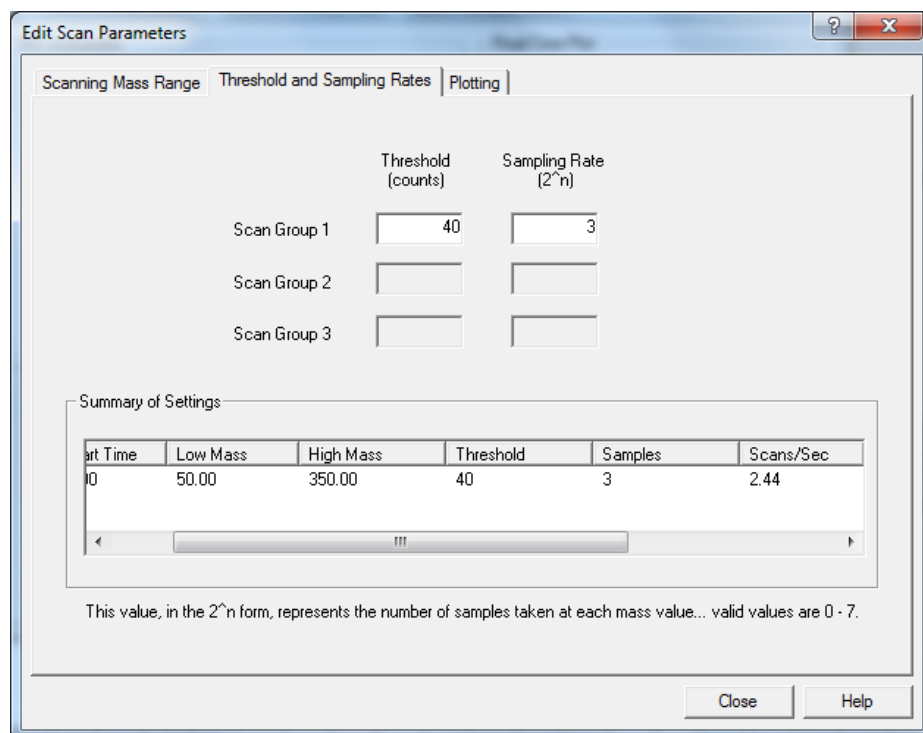 Edit Scan Parameters
?
X
Scanning Mass Range Threshold and Sampling Rates Plotting
Threshold Sampling Rate
(counts) (2^n)
Scan Group 1 40 3
Scan Group 2
Scan Group 3
Summary of Settings
art Time Low Mass High Mass Threshold Samples Scans/Sec
50.00 350.00 40 3 2.44
This value, in the 2^n form, represents the number of samples taken at each mass value... valid values are 0 - 7.
Close Help